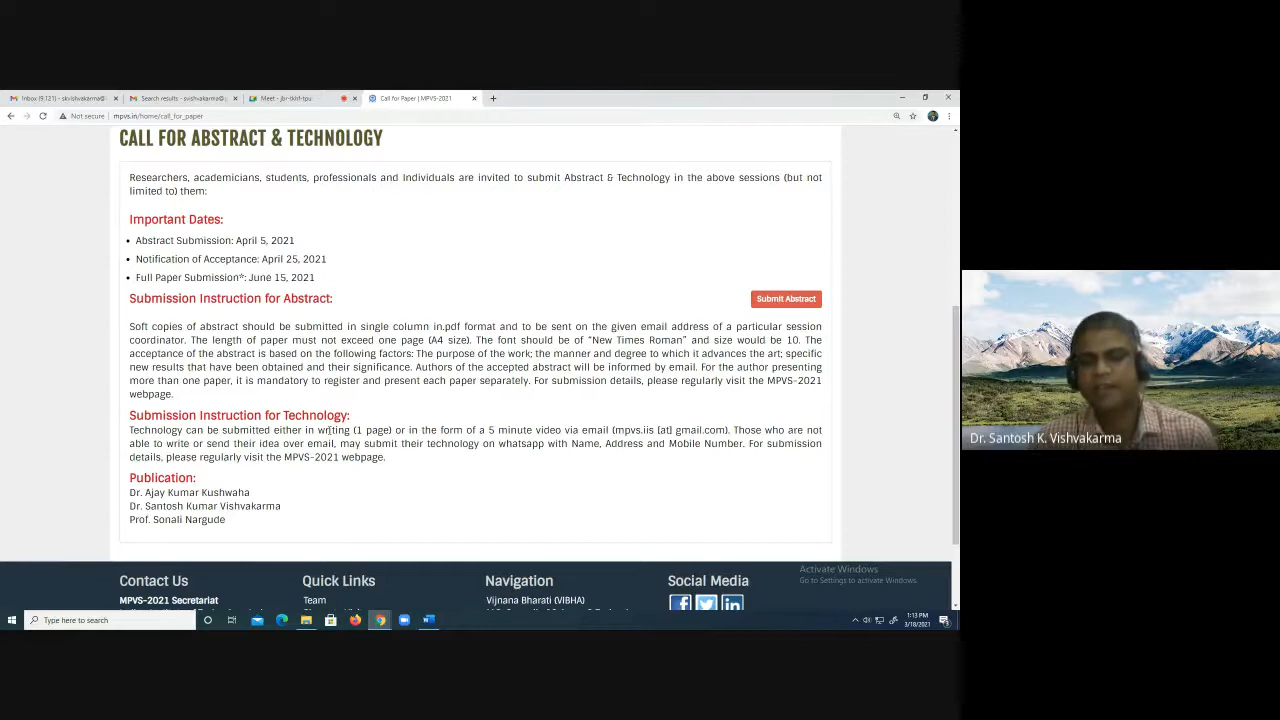 Inbox (9,121) - skvishvakarma@
Search results - svishvakarma@
Meet - jbr-tkhf-tpu
Call for Paper | MPVS-2021
Not secure
mpvs.in/home/call_for_paper
CALL FOR ABSTRACT & TECHNOLOGY
Researchers, academicians, students, professionals and Individuals are invited to submit Abstract & Technology in the above sessions (but not
limited to) them:
Important Dates:
• Abstract Submission: April 5, 2021
• Notification of Acceptance: April 25, 2021
• Full Paper Submission*: June 15, 2021
Submission Instruction for Abstract:
Submit Abstract
Soft copies of abstract should be submitted in single column in.pdf format and to be sent on the given email address of a particular session
coordinator. The length of paper must not exceed one page (A4 size). The font should be of "New Times Roman" and size would be 10. The
acceptance of the abstract is based on the following factors: The purpose of the work; the manner and degree to which it advances the art; specific
new results that have been obtained and their significance. Authors of the accepted abstract will be informed by email. For the author presenting
more than one paper, it is mandatory to register and present each paper separately. For submission details, please regularly visit the MPVS-2021
webpage.
Submission Instruction for Technology:
Technology can be submitted either in writing (1 page) or in the form of a 5 minute video via email (mpvs.iis [at] gmail.com). Those who are not
able to write or send their idea over email, may submit their technology on whatsapp with Name, Address and Mobile Number. For submission
details, please regularly visit the MPVS-2021 webpage.
Publication:
Dr. Ajay Kumar Kushwaha
Dr. Santosh Kumar Vishvakarma
Prof. Sonali Nargude
Contact Us
MPVS-2021 Secretariat
Quick Links
Team
Navigation
Vijnana Bharati (VIBHA)
Social Media
Activate Windows
Go to Settings to activate Windows.
Type here to search
1:13 PM
3/18/2021
Dr. Santosh K. Vishvakarma